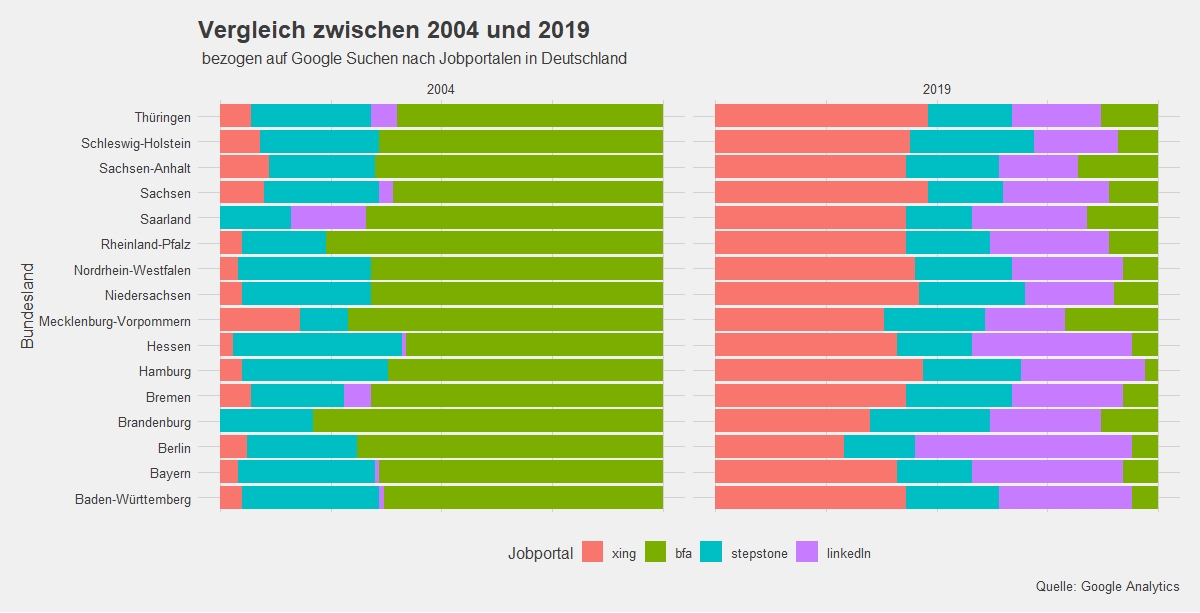 Vergleich zwischen 2004 und 2019
bezogen auf Google Suchen nach Jobportalen in Deutschland
2004 2019
Thüringen
Schleswig-Holstein
Sachsen-Anhalt
Sachsen
Saarland
Rheinland-Pfalz
Nordrhein-Westfalen
Niedersachsen
Mecklenburg-Vorpommern
Hessen
Hamburg
Bremen
Brandenburg
Berlin
Bayern
Baden-Württemberg
Bundesland
Jobportal xing bfa stepstone linkedIn
Quelle: Google Analytics